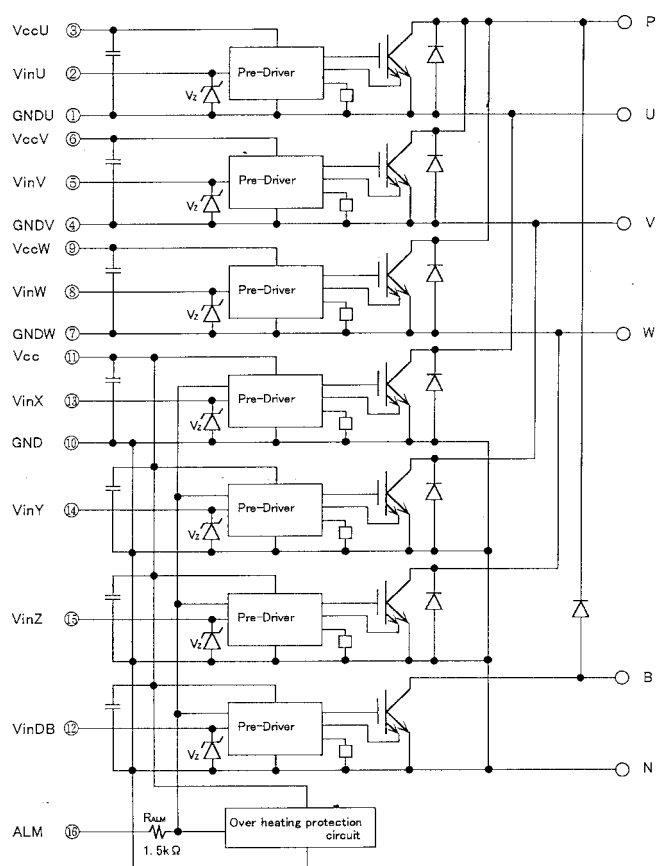 VccU ③
P
VinU ②
Pre-Driver
Vz
GNDU ①
U
VccV ⑥
VinV ⑤
Pre-Driver
Vz
GNDV ④
V
VccW ⑨
VinW ⑧
Pre-Driver
Vz
GNDW ⑦
W
Vcc ⑪
VinX ⑬
Pre-Driver
Vz
GND ⑩
VinY ⑭
Pre-Driver
Vz
VinZ ⑮
Pre-Driver
Vz
B
VinDB ⑫
Pre-Driver
Vz
N
ALM ⑯
RALM
1.5kΩ
Over heating protection
circuit